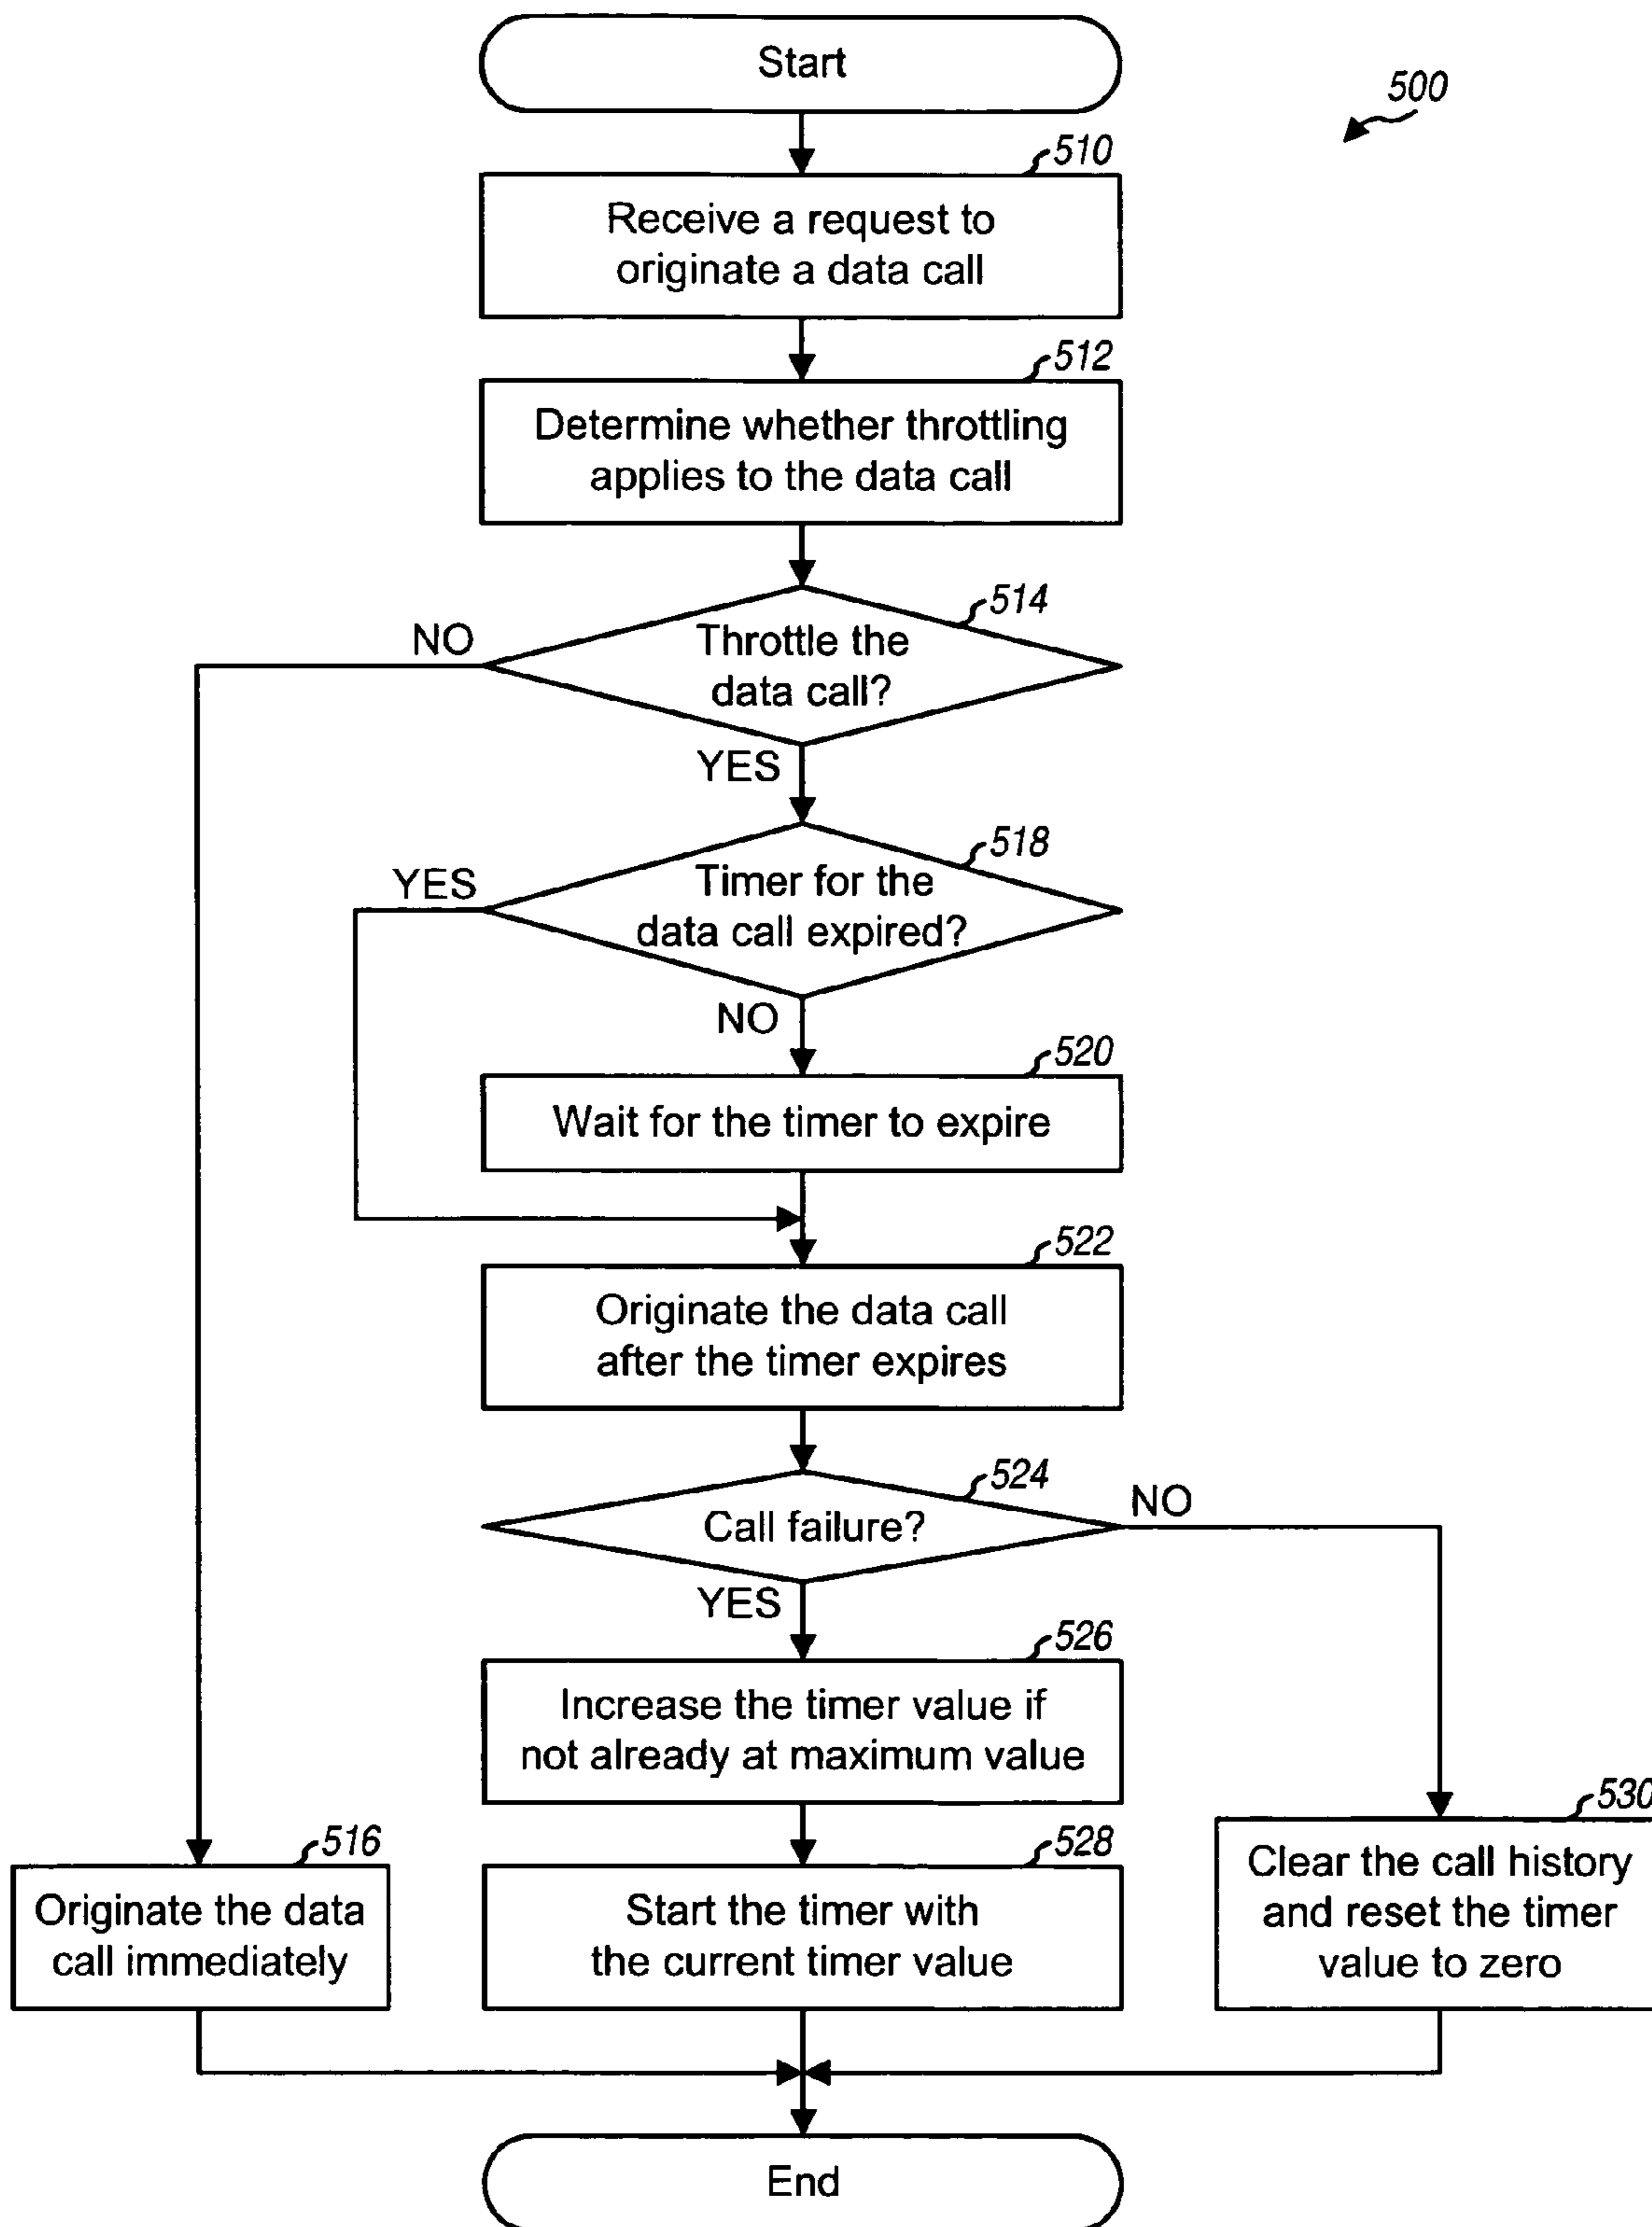 Start
500
510
Receive a request to
originate a data call
512
Determine whether throttling
applies to the data call
514
NO
Throttle the
data call?
YES
518
YES
Timer for the
data call expired?
NO
520
Wait for the timer to expire
522
Originate the data call
after the timer expires
524
NO
Call failure?
YES
526
Increase the timer value if
not already at maximum value
516
Originate the data
call immediately
528
Start the timer with
the current timer value
530
Clear the call history
and reset the timer
value to zero
End